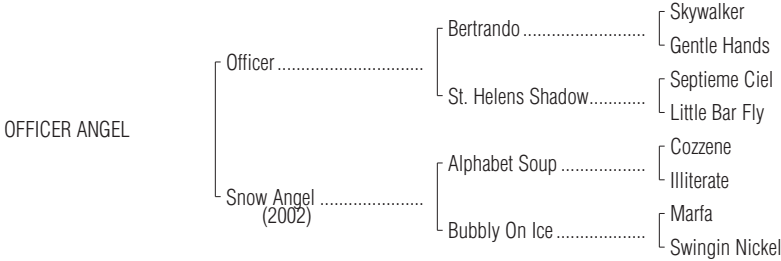 Skywalker
Bertrando ..........................
Gentle Hands
Officer ...............................
Septieme Ciel
St. Helens Shadow............
Little Bar Fly
OFFICER ANGEL
Cozzene
Alphabet Soup ..................
Illiterate
Snow Angel ......................
(2002)
Marfa
Bubbly On Ice ...................
Swingin Nickel